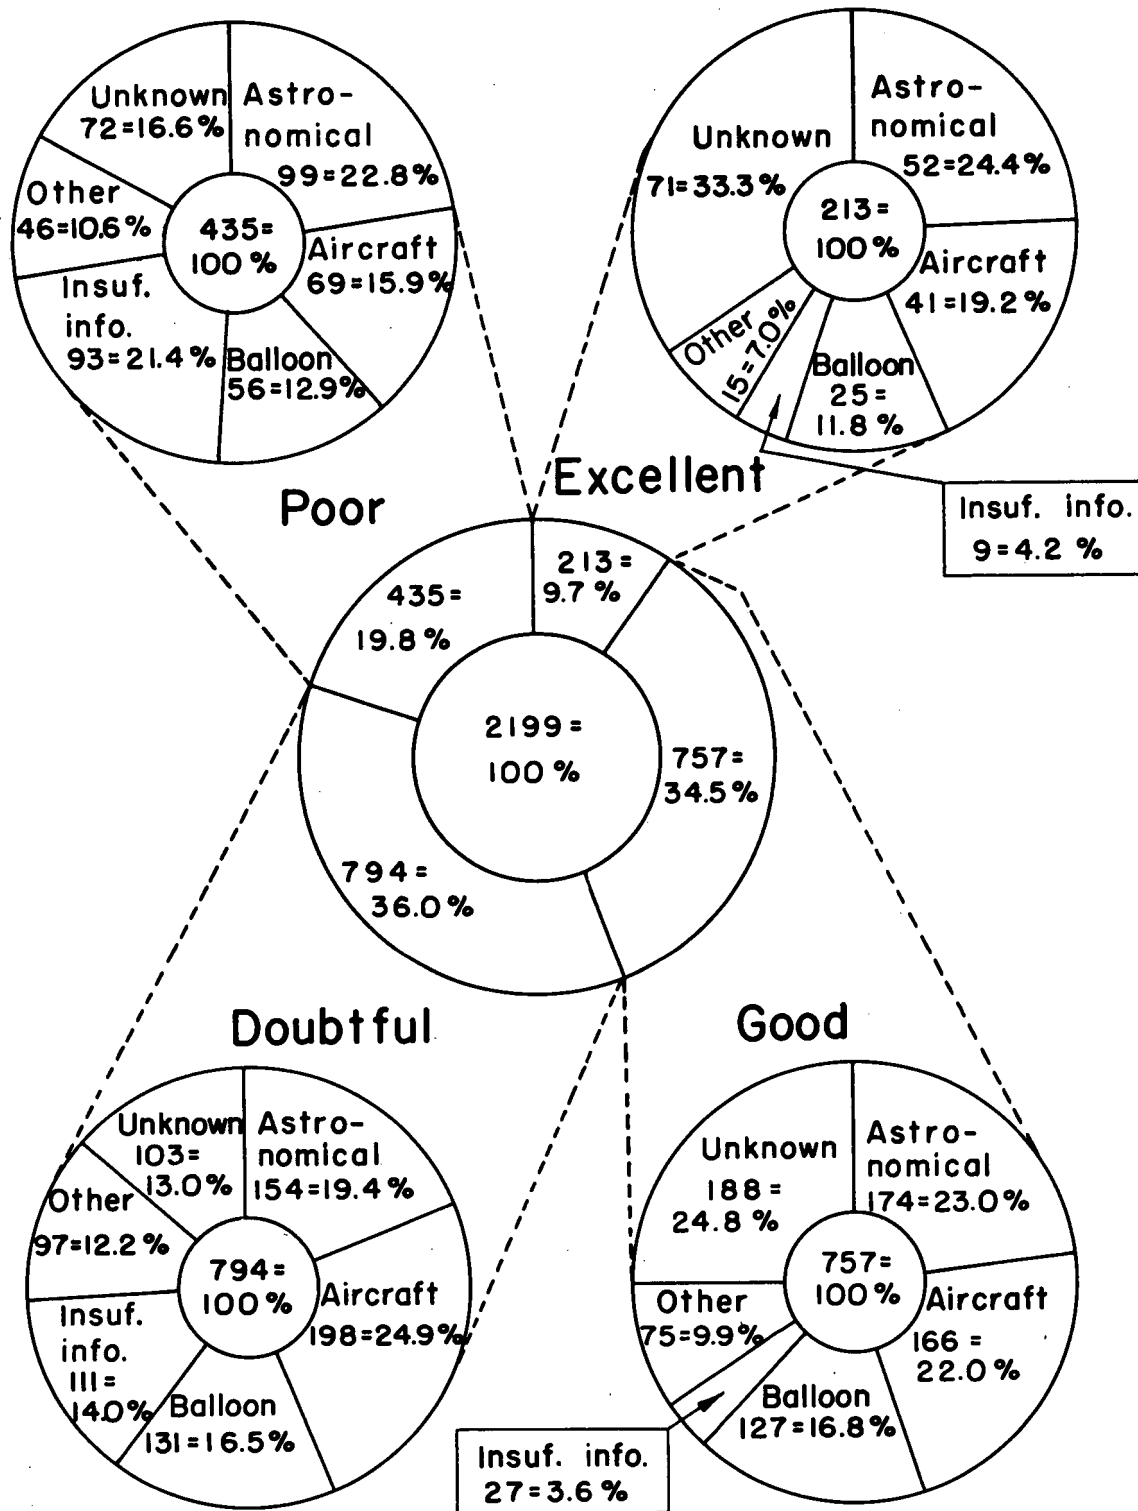 Unknown
72=16.6%
Astro-
nomical
99=22.8%
Other
46=10.6%
435=
100%
Aircraft
69=15.9%
Insuf.
info.
93=21.4%
Balloon
56=12.9%
Poor
Unknown
71=33.3%
Astro-
nomical
52=24.4%
213=
100%
Aircraft
41=19.2%
Other
15=7.0%
Balloon
25=
11.8%
Excellent
Insuf. info.
9=4.2%
435=
19.8%
213=
9.7%
2199=
100%
757=
34.5%
794=
36.0%
Doubtful
Unknown
103=
13.0%
Astro-
nomical
154=19.4%
Other
97=12.2%
794=
100%
Aircraft
198=24.9%
Insuf.
info.
111=
14.0%
Balloon
131=16.5%
Good
Unknown
188=
24.8%
Astro-
nomical
174=23.0%
757=
100%
Other
75=9.9%
Aircraft
166=
22.0%
Balloon
127=16.8%
Insuf. info.
27=3.6%